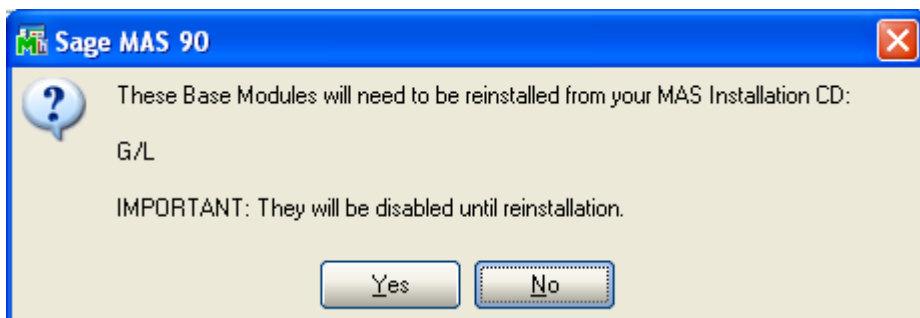 Sage MAS 90
These Base Modules will need to be reinstalled from your MAS Installation CD:
G/L
IMPORTANT: They will be disabled until reinstallation.
Yes No